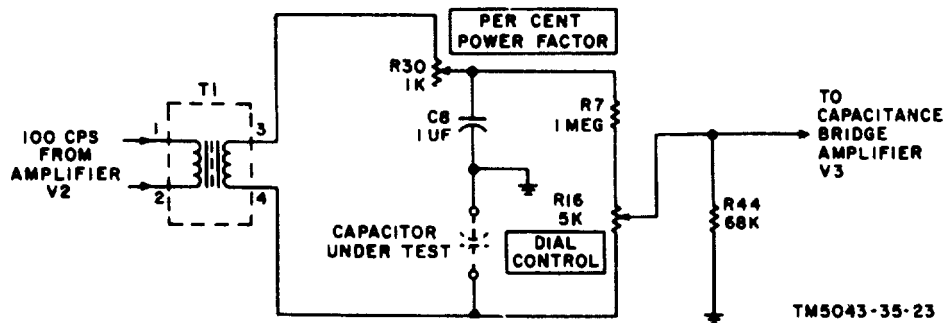 PER CENT
POWER FACTOR
R30
1K
T1
C8
1 UF
R7
1 MEG
TO
CAPACITANCE
BRIDGE
AMPLIFIER
V3
100 CPS
FROM
AMPLIFIER
V2
1
2
3
4
R16
5K
R44
68K
CAPACITOR
UNDER TEST
DIAL
CONTROL
TM5043-35-23